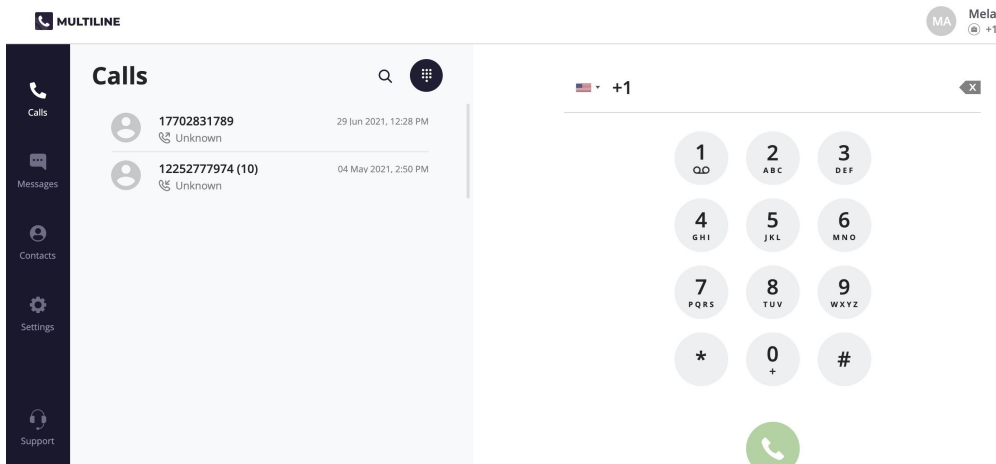 MULTILINE
MA
Mela
+1
Calls
Messages
Contacts
Settings
Support
Calls
17702831789
29 Jun 2021, 12:28 PM
Unknown
12252777974 (10)
04 May 2021, 2:50 PM
Unknown
+1
X
1 2 3
ABC DEF
4 5 6
GHI JKL MNO
7 8 9
PQRS TUV WXYZ
* 0 #
+